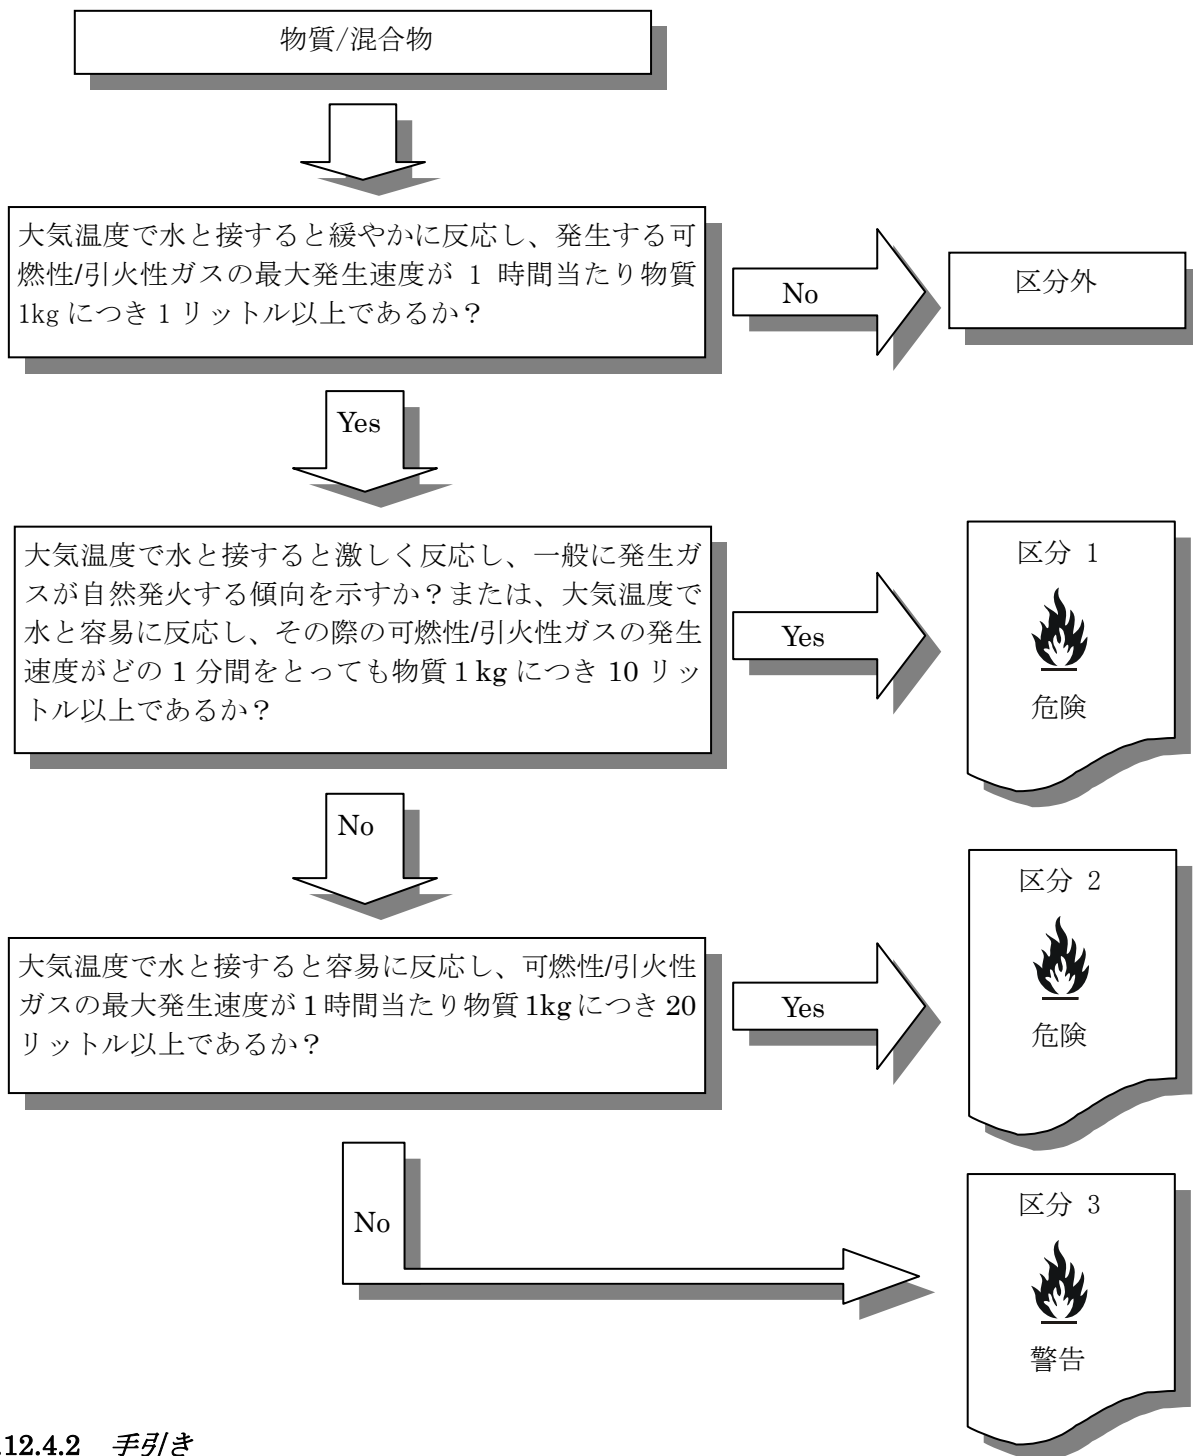 物質/混合物
大気温度で水と接すると緩やかに反応し、発生する可
燃性/引火性ガスの最大発生速度が 1 時間当たり物質
1kg につき 1 リットル以上であるか？
No
区分外
Yes
大気温度で水と接すると激しく反応し、一般に発生ガ
スが自然発火する傾向を示すか？または、大気温度で
水と容易に反応し、その際の可燃性/引火性ガスの発生
速度がどの 1 分間をとっても物質 1 kg につき 10 リッ
トル以上であるか？
Yes
区分 1
危険
No
大気温度で水と接すると容易に反応し、可燃性/引火性
ガスの最大発生速度が 1 時間当たり物質 1kg につき 20
リットル以上であるか？
Yes
区分 2
危険
No
区分 3
警告
.12.4.2 手引き